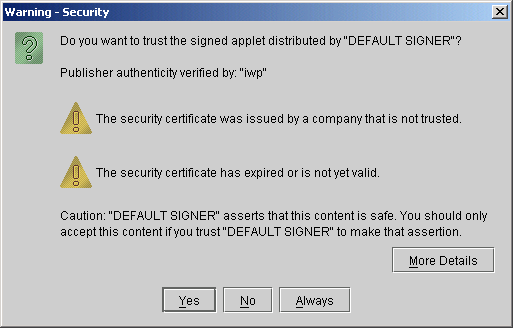 Warning - Security
Do you want to trust the signed applet distributed by "DEFAULT SIGNER"?
Publisher authenticity verified by: "iwp"
The security certificate was issued by a company that is not trusted.
The security certificate has expired or is not yet valid.
Caution: "DEFAULT SIGNER" asserts that this content is safe. You should only
accept this content if you trust "DEFAULT SIGNER" to make that assertion.
More Details
Yes No Always